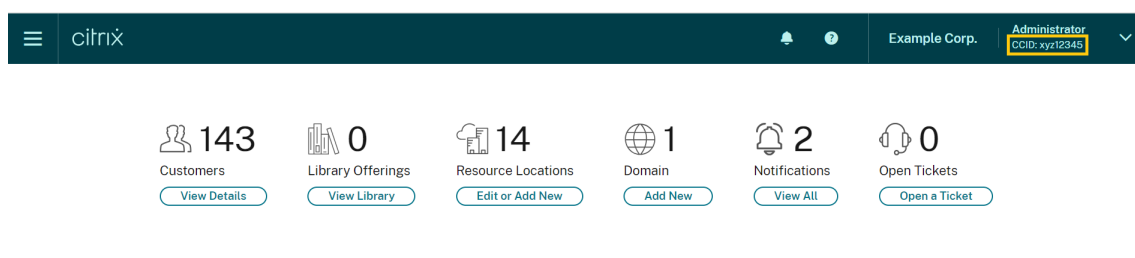 citrix
?
Example Corp.
Administrator
CCID: xyz12345
143
Customers
View Details
0
Library Offerings
View Library
14
Resource Locations
Edit or Add New
1
Domain
Add New
2
Notifications
View All
0
Open Tickets
Open a Ticket